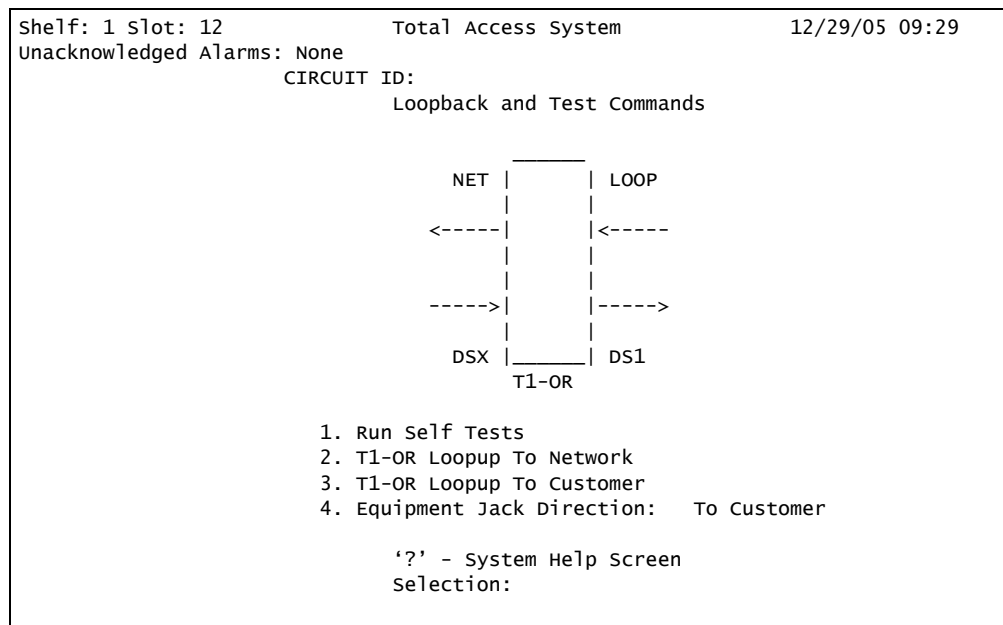 Shelf: 1 Slot: 12 Total Access System 12/29/05 09:29
Unacknowledged Alarms: None
CIRCUIT ID:
Loopback and Test Commands
______
NET | | LOOP
| |
<-----| |<-----
| |
| |
----->| |----->
| |
DSX |______| DS1
T1-OR
1. Run Self Tests
2. T1-OR Loopup To Network
3. T1-OR Loopup To Customer
4. Equipment Jack Direction: To Customer
‘?’ - System Help Screen
Selection: